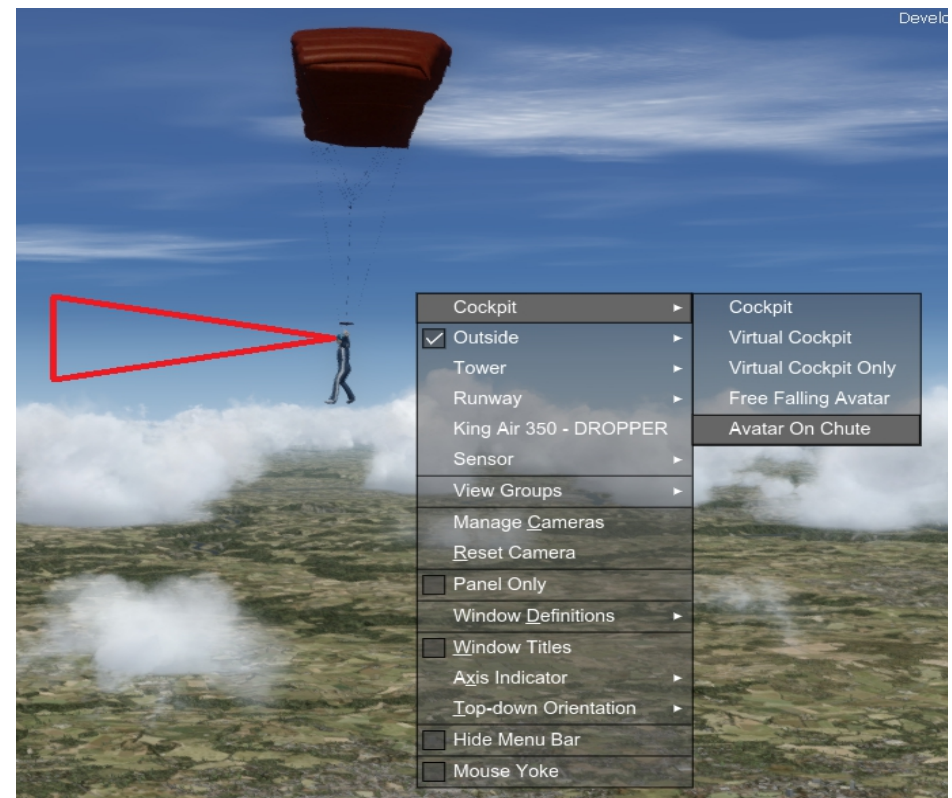 Develo
Cockpit
Outside
Tower
Runway
King Air 350 - DROPPER
Sensor
View Groups
Manage Cameras
Reset Camera
Panel Only
Window Definitions
Window Titles
Axis Indicator
Top-down Orientation
Hide Menu Bar
Mouse Yoke
Cockpit
Virtual Cockpit
Virtual Cockpit Only
Free Falling Avatar
Avatar On Chute